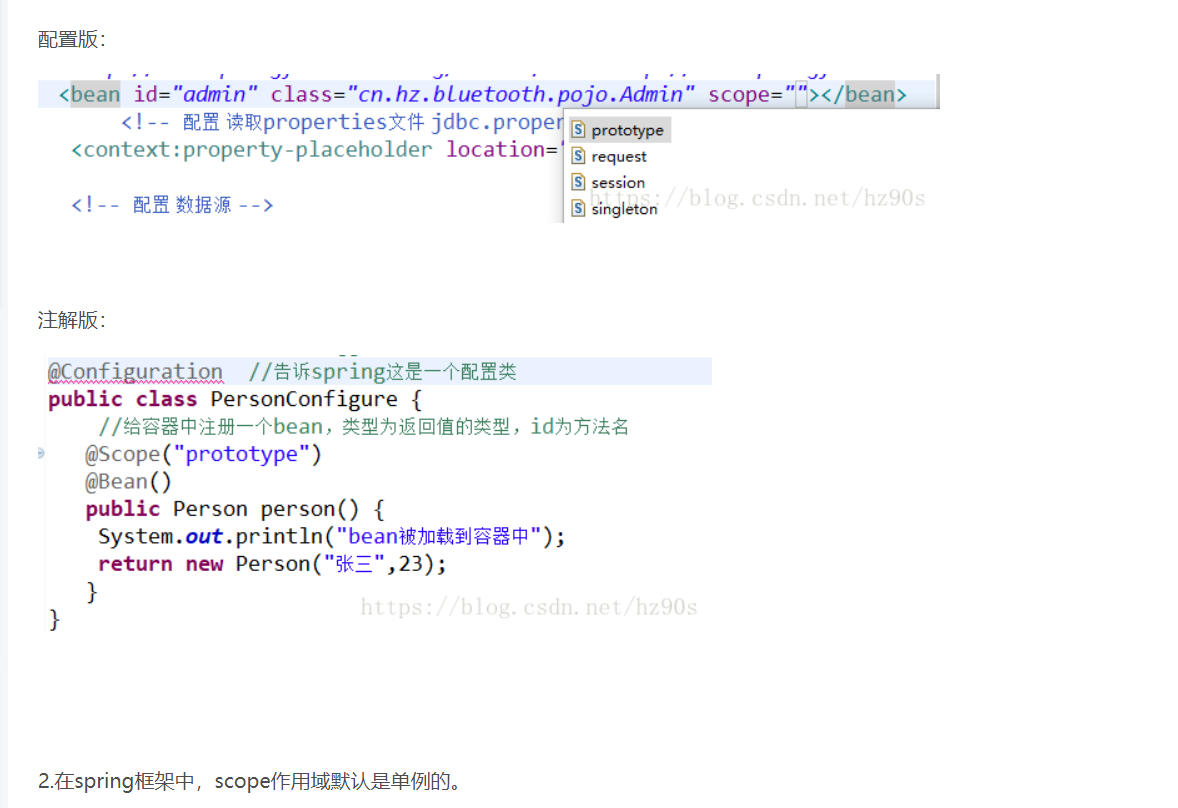 配置版：
<bean id="admin" class="cn.hz.bluetooth.pojo.Admin" scope=""></bean>
<!-- 配置 读取properties文件 jdbc.proper
<context:property-placeholder location="
prototype
request
session
singleton
<!-- 配置 数据源 -->
https://blog.csdn.net/hz90s
注解版：
@Configuration //告诉spring这是一个配置类
public class PersonConfigure {
//给容器中注册一个bean，类型为返回值的类型，id为方法名
@Scope("prototype")
@Bean()
public Person person() {
System.out.println("bean被加载到容器中");
return new Person("张三",23);
}
}
https://blog.csdn.net/hz90s
2.在spring框架中，scope作用域默认是单例的。